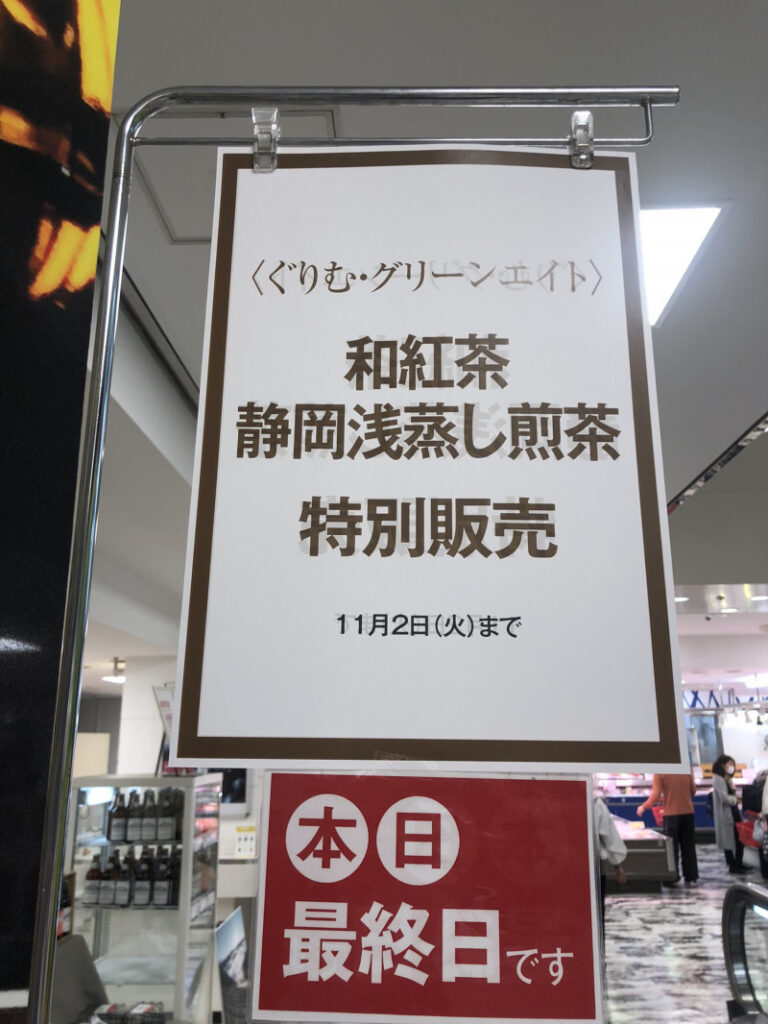 〈ぐりむ・グリーンエイト〉
和紅茶
静岡浅蒸し煎茶
特別販売
11月2日(火)まで
本日
最終日です